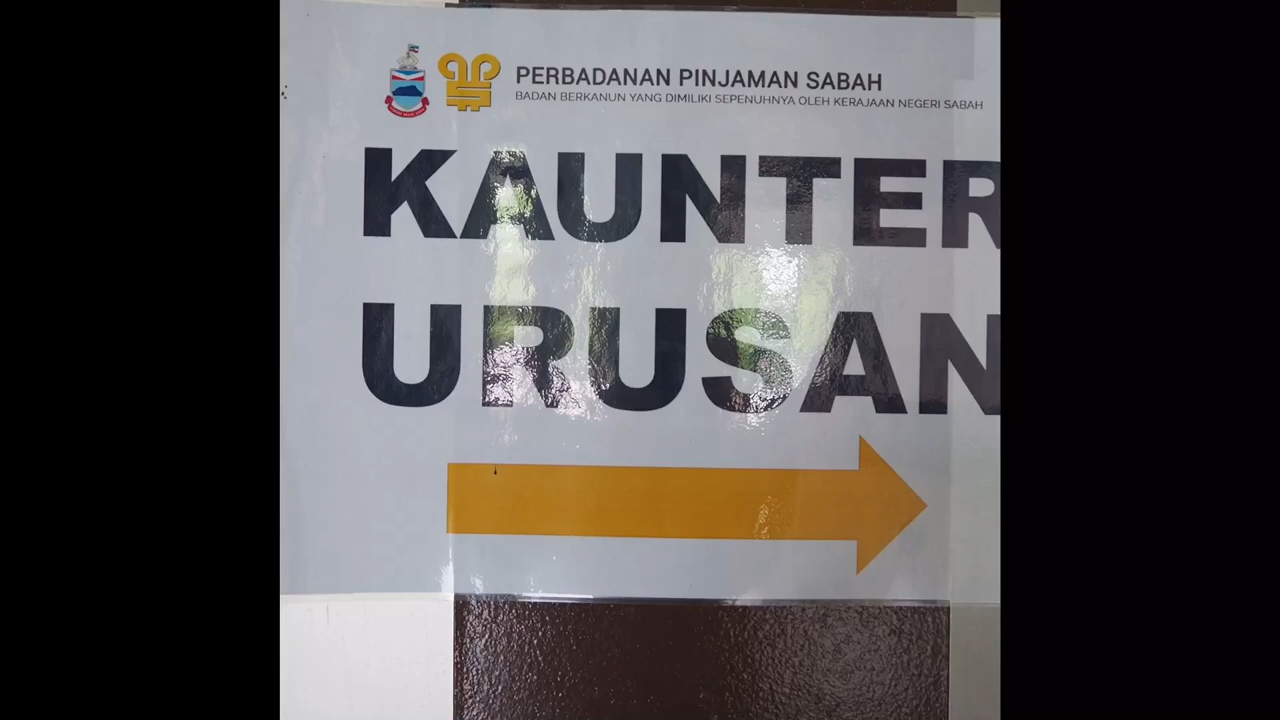 PERBADANAN PINJAMAN SABAH
BADAN BERKANUN YANG DIMILIKI SEPENUHNYA OLEH KERAJAAN NEGERI SABAH
KAUNTER
URUSAN